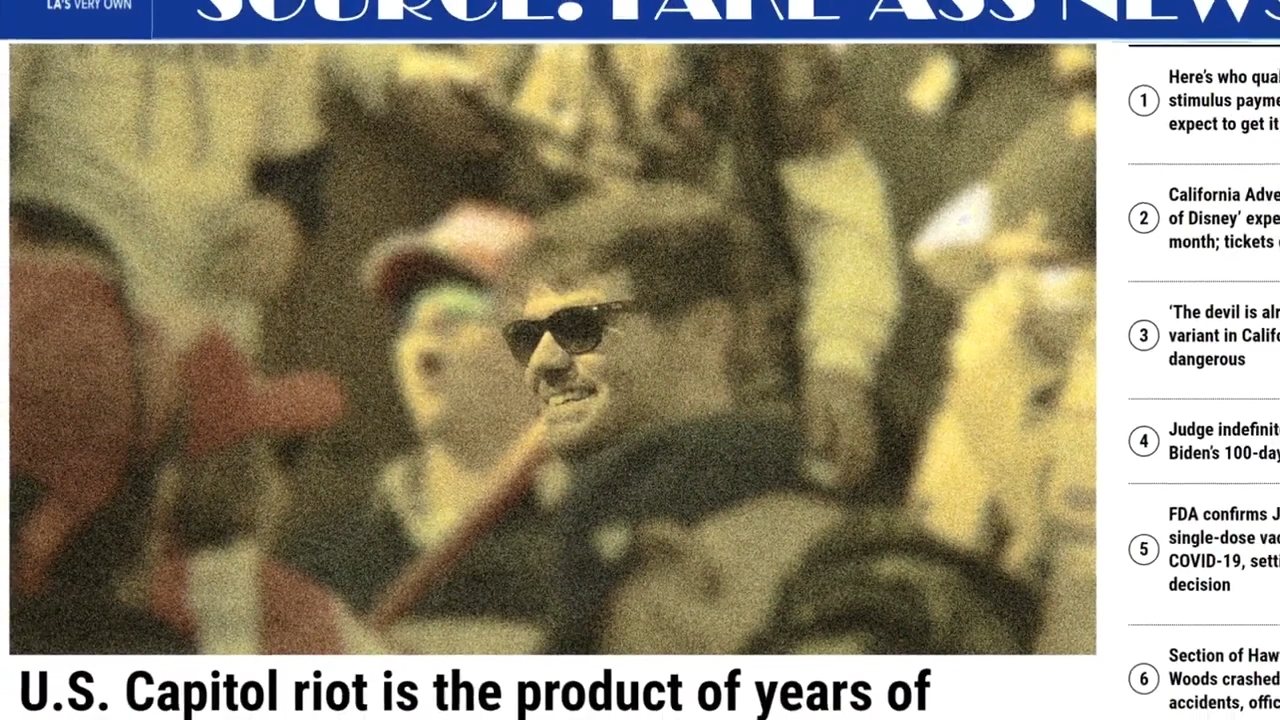 LA'S VERY OWN
SOURCE: FAKE ASS NEWS
1
Here's who qual
stimulus payme
expect to get it
2
California Adve
of Disney' expe
month; tickets
3
'The devil is alr
variant in Calif
dangerous
4
Judge indefinit
Biden's 100-day
5
FDA confirms J
single-dose vac
COVID-19, setti
decision
6
Section of Haw
Woods crashed
accidents, offic
U.S. Capitol riot is the product of years of